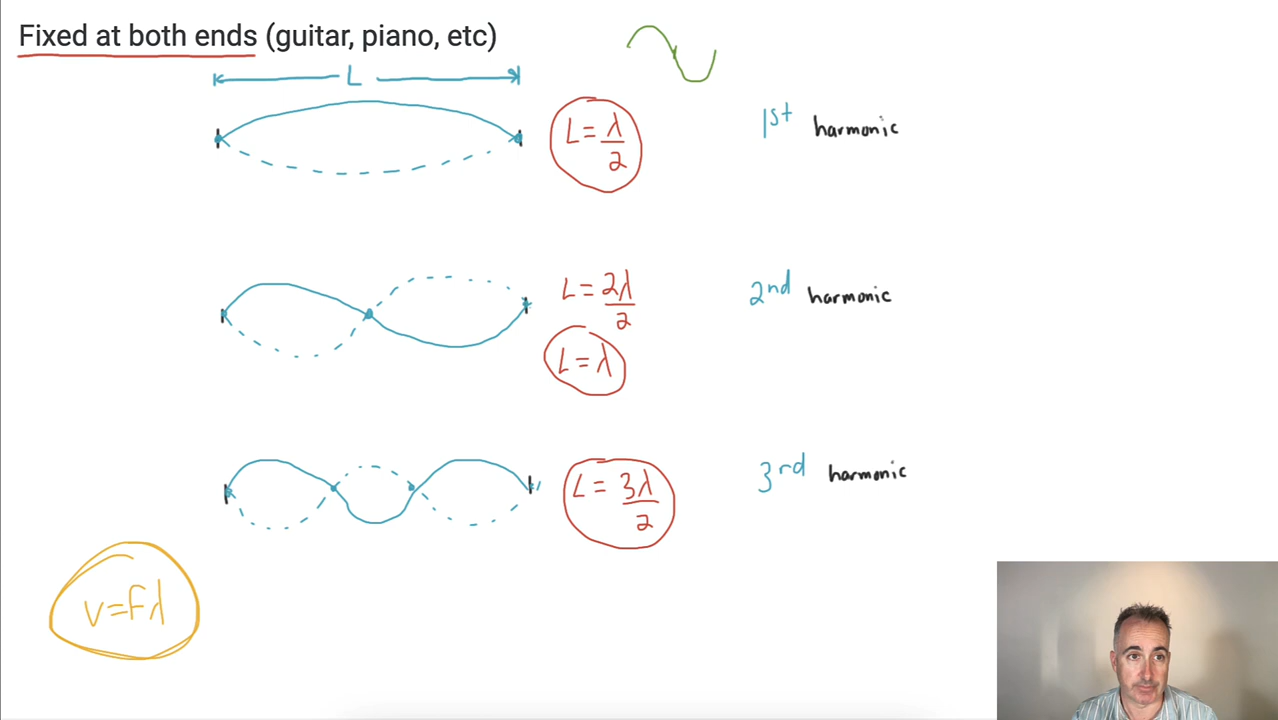 Fixed at both ends (guitar, piano, etc)
L
L = λ/2
1st harmonic
L = 2λ/2
2nd harmonic
L = λ
L = 3λ/2
3rd harmonic
v=Fλ